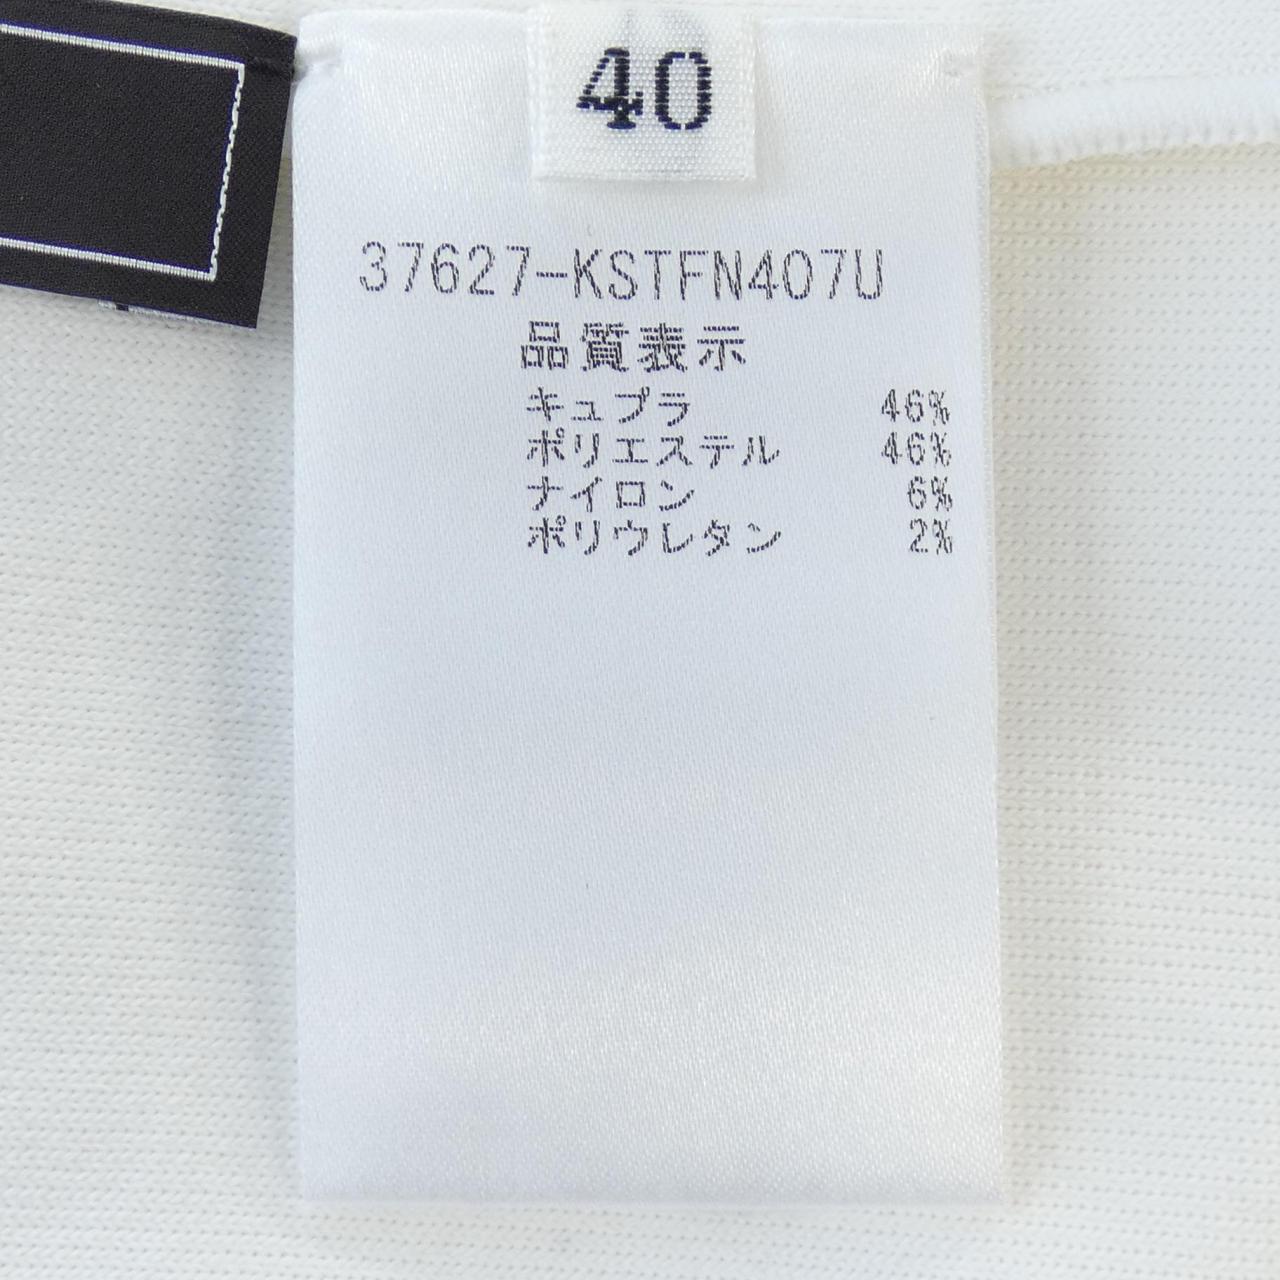 40
37627-KSTFN407U
品質表示
キュプラ 46%
ポリエステル 46%
ナイロン 6%
ポリウレタン 2%